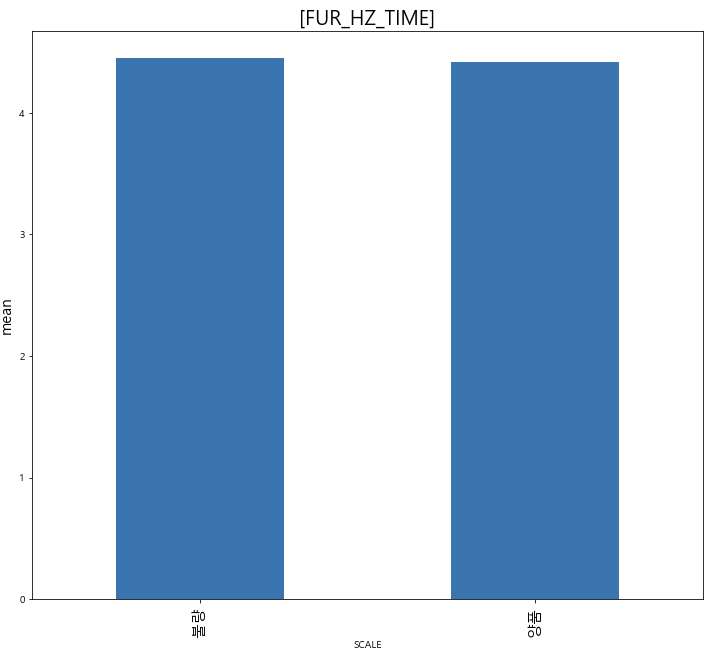 [FUR_HZ_TIME]
mean
4
3
2
1
0
불량
양품
SCALE